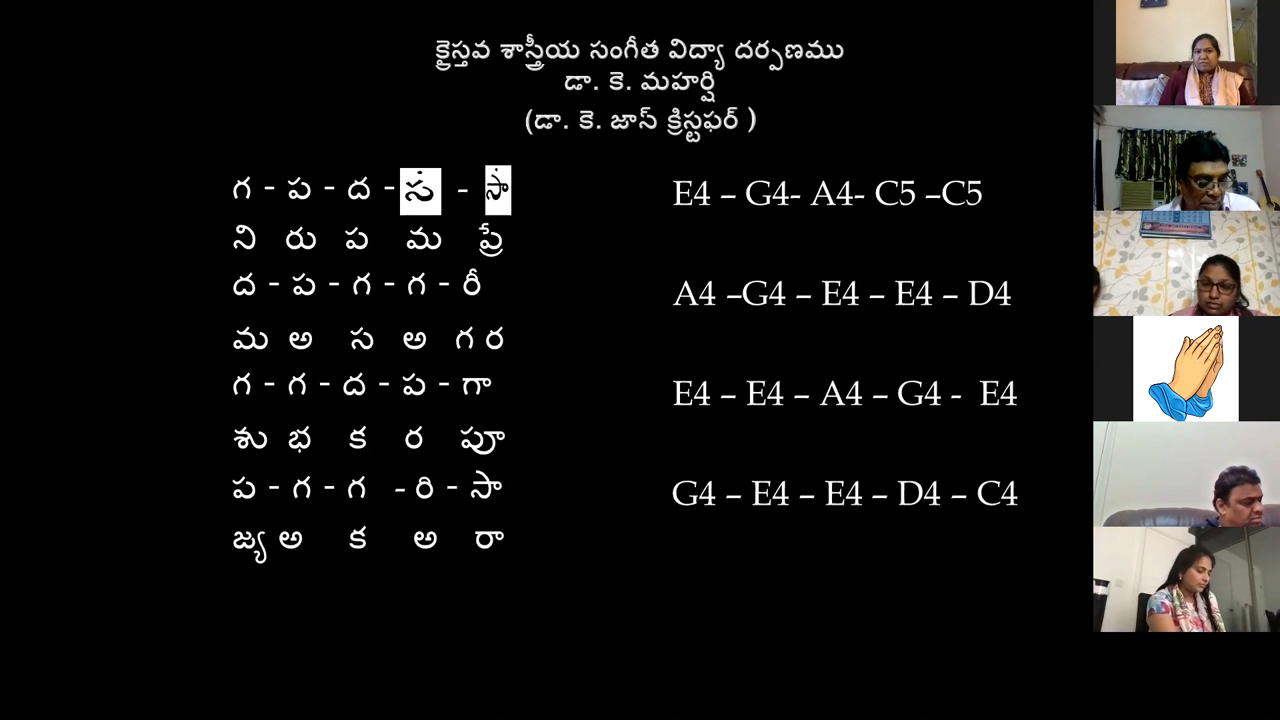 క్రైస్తవ శాస్త్రీయ సంగీత విద్యా దర్పణము
డా. కె. మహర్షి
(డా. కె. జాస్ క్రిస్టఫర్ )
గ - ప - ద - స̇ - సా̇
E4 – G4- A4- C5 –C5
ని రు ప మ ప్రే
ద - ప - గ - గ - రీ
A4 –G4 – E4 – E4 – D4
మ అ స అ గ ర
గ - గ - ద - ప - గా
E4 – E4 – A4 – G4 - E4
శు భ క ర పూ
ప - గ - గ - రి - సా
G4 – E4 – E4 – D4 – C4
జ్య అ క అ రా